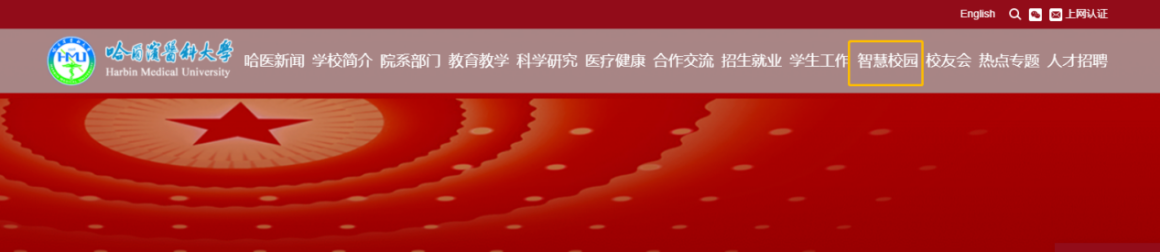 English 上网认证
哈尔滨医科大学
Harbin Medical University
HMU
哈医新闻 学校简介 院系部门 教育教学 科学研究 医疗健康 合作交流 招生就业 学生工作 智慧校园 校友会 热点专题 人才招聘